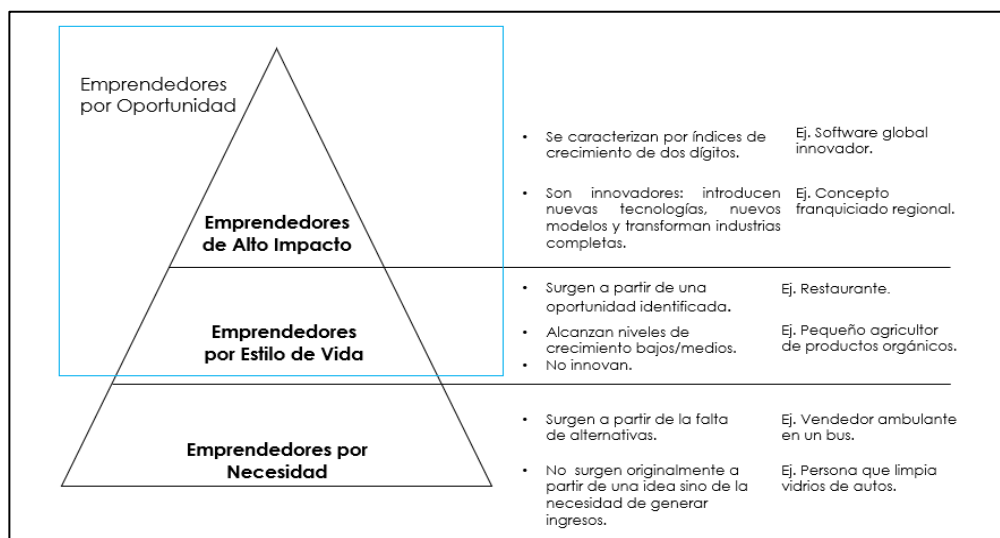 Emprendedores
por Oportunidad
Emprendedores
de Alto Impacto
• Se caracterizan por índices de
crecimiento de dos dígitos.
Ej. Software global
innovador.
• Son innovadores: introducen
nuevas tecnologías, nuevos
modelos y transforman industrias
completas.
Ej. Concepto
franquiciado regional.
Emprendedores
por Estilo de Vida
• Surgen a partir de una
oportunidad identificada.
Ej. Restaurante.
• Alcanzan niveles de
crecimiento bajos/medios.
• No innovan.
Ej. Pequeño agricultor
de productos orgánicos.
Emprendedores por
Necesidad
• Surgen a partir de la falta
de alternativas.
Ej. Vendedor ambulante
en un bus.
• No surgen originalmente a
partir de una idea sino de la
necesidad de generar
ingresos.
Ej. Persona que limpia
vidrios de autos.